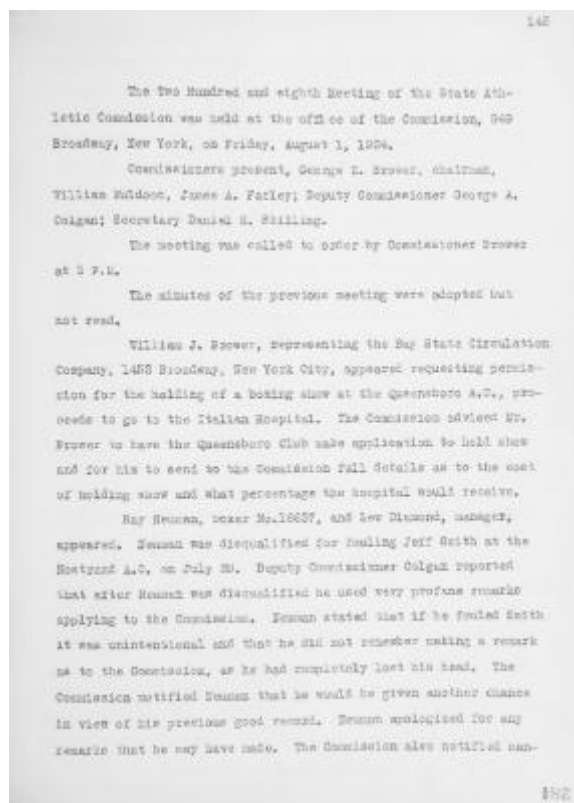 145
The Two Hundred and eighth Meeting of the State Ath-
letic Commission was held at the office of the Commission, 949
Broadway, New York, on Friday, August 1, 1924.
Commissioners present, George E. Brower, chairman,
William Muldoon, James A. Farley; Deputy Commissioner George A.
Colgan; Secretary Daniel H. Skilling.
The meeting was called to order by Commissioner Brower
at 2 P.M.
The minutes of the previous meeting were adopted but
not read.
William J. Brower, representing the Bay State Circulation
Company, Broadway, New York City, appeared requesting permis-
sion for the holding of a boxing show at the Queensboro A.C., pro-
ceeds to go to the Italian Hospital. The Commission advised Mr.
Brower to have the Queensboro Club make application to hold show
and for him to send to the Commission full details as to the cost
of holding show and what percentage the hospital would receive.
Ray Neuman, boxer and Lew Diamond, manager,
appeared. Neuman was disqualified for fouling Jeff Smith at the
Nostrand A.C. on July Deputy Commissioner Colgan reported
that after Neuman was disqualified he used very profane remarks
applying to the Commission. Neuman stated that if he fouled Smith
it was unintentional and that he did not remember making a remark
as to the Commission, as he had completely lost his head. The
Commission notified Neuman that he would be given another chance
in view of his previous good record. Neuman apologized for any
remarks that he may have made. The Commission also notified man-
182